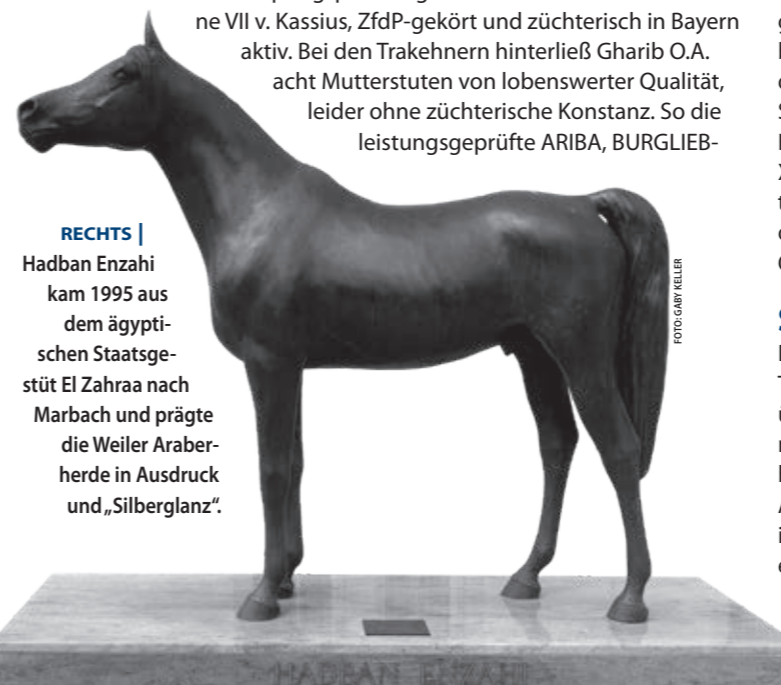 ne VII v. Kassius, ZfdP-gekört und züchterisch in Bayern
aktiv. Bei den Trakehnern hinterließ Gharib O.A.
acht Mutterstuten von lobenswerter Qualität,
leider ohne züchterische Konstanz. So die
leistungsgeprüfte ARIBA, BURGLIEB-
RECHTS |
Hadban Enzahi
kam 1995 aus
dem ägypti-
schen Staatsge-
stüt El Zahraa nach
Marbach und prägte
die Weiler Araber-
herde in Ausdruck
und „Silberglanz“.
FOTO: GABY KELLER
HADBAN ENZAHI